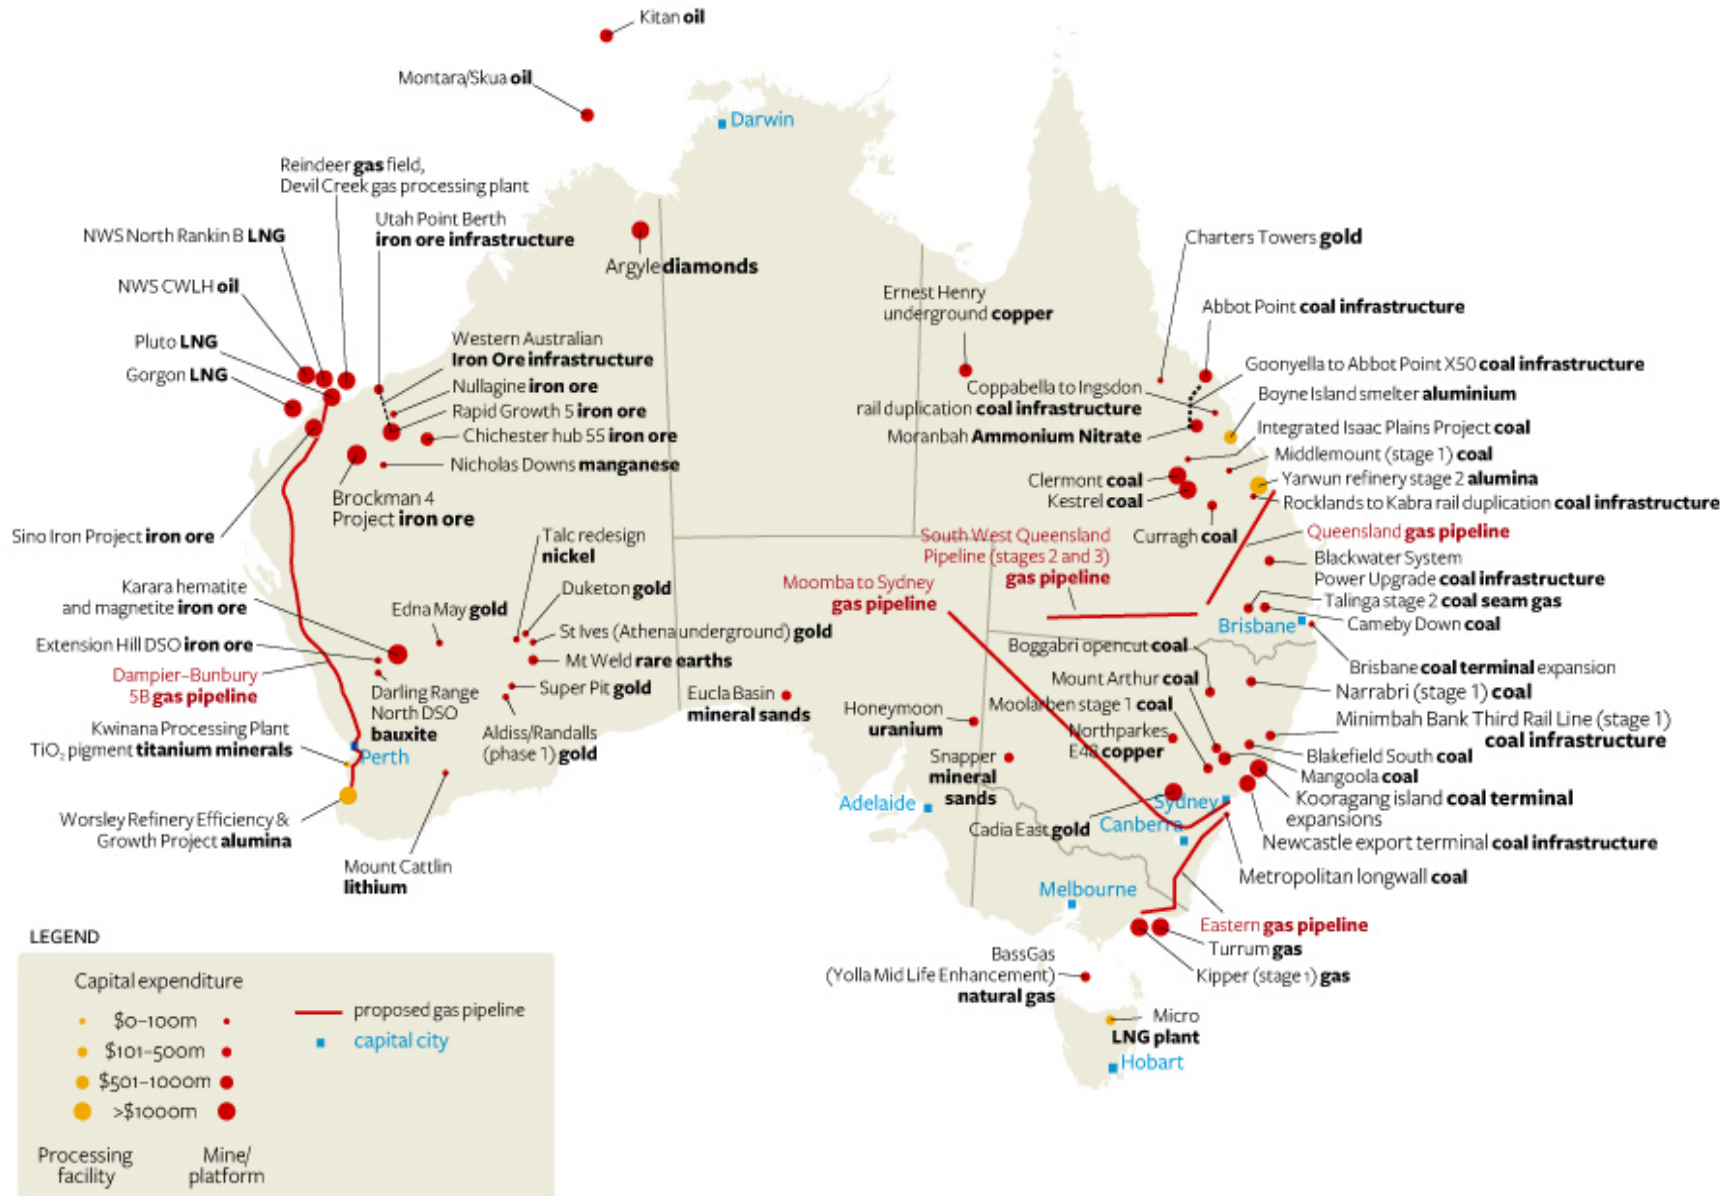 Kitan oil
Montara/Skua oil
Darwin
Reindeer gas field,
Devil Creek gas processing plant
Utah Point Berth
iron ore infrastructure
NWS North Rankin B LNG
NWS CWLH oil
Pluto LNG
Gorgon LNG
Argyle diamonds
Western Australian
Iron Ore infrastructure
Nullagine iron ore
Rapid Growth 5 iron ore
Chichester hub 55 iron ore
Nicholas Downs manganese
Brockman 4
Project iron ore
Sino Iron Project iron ore
Karara hematite
and magnetite iron ore
Extension Hill DSO iron ore
Dampier-Bunbury
5B gas pipeline
Kwinana Processing Plant
TiO₂ pigment titanium minerals
Worsley Refinery Efficiency &
Growth Project alumina
Perth
Darling Range
North DSO
bauxite
Edna May gold
Talc redesign
nickel
Duketon gold
St Ives (Athena underground) gold
Mt Weld rare earths
Super Pit gold
Aldiss/Randalls
(phase 1) gold
Mount Cattlin
lithium
Eucla Basin
mineral sands
Ernest Henry
underground copper
Charters Towers gold
Abbot Point coal infrastructure
Goonyella to Abbot Point X50 coal infrastructure
Coppabella to Ingsdon
rail duplication coal infrastructure
Boyne Island smelter aluminium
Moranbah Ammonium Nitrate
Integrated Isaac Plains Project coal
Middlemount (stage 1) coal
Clermont coal
Kestrel coal
Yarwun refinery stage 2 alumina
Rocklands to Kabra rail duplication coal infrastructure
Curragh coal
Queensland gas pipeline
South West Queensland
Pipeline (stages 2 and 3)
gas pipeline
Blackwater System
Power Upgrade coal infrastructure
Talinga stage 2 coal seam gas
Cameby Down coal
Brisbane
Brisbane coal terminal expansion
Moomba to Sydney
gas pipeline
Boggabri opencut coal
Narrabri (stage 1) coal
Mount Arthur coal
Moolarben stage 1 coal
Minimbah Bank Third Rail Line (stage 1)
coal infrastructure
Honeymoon
uranium
Northparkes
E48 copper
Blakefield South coal
Mangoola coal
Snapper
mineral
sands
Kooragang island coal terminal
expansions
Adelaide
Sydney
Cadia East gold
Canberra
Newcastle export terminal coal infrastructure
Metropolitan longwall coal
Melbourne
Eastern gas pipeline
Turrum gas
Kipper (stage 1) gas
BassGas
(Yolla Mid Life Enhancement)
natural gas
Micro
LNG plant
Hobart
LEGEND
Capital expenditure
$0-100m
$101-500m
$501-1000m
>$1000m
Processing
facility
Mine/
platform
proposed gas pipeline
capital city